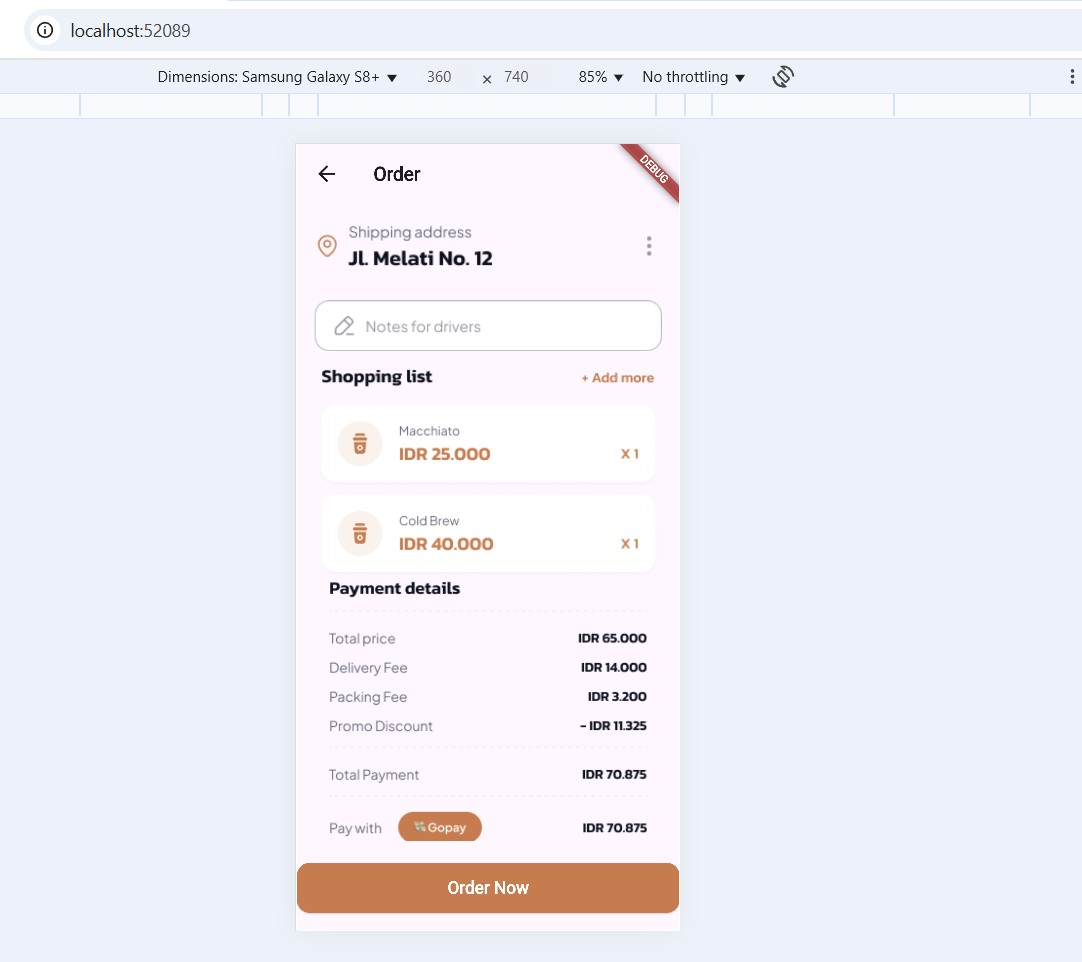 localhost:52089
Dimensions: Samsung Galaxy S8+ 360 × 740 85% No throttling
Order
DEBUG
Shipping address
Jl. Melati No. 12
Notes for drivers
Shopping list + Add more
Macchiato
IDR 25.000 X 1
Cold Brew
IDR 40.000 X 1
Payment details
Total price IDR 65.000
Delivery Fee IDR 14.000
Packing Fee IDR 3.200
Promo Discount - IDR 11.325
Total Payment IDR 70.875
Pay with Gopay IDR 70.875
Order Now